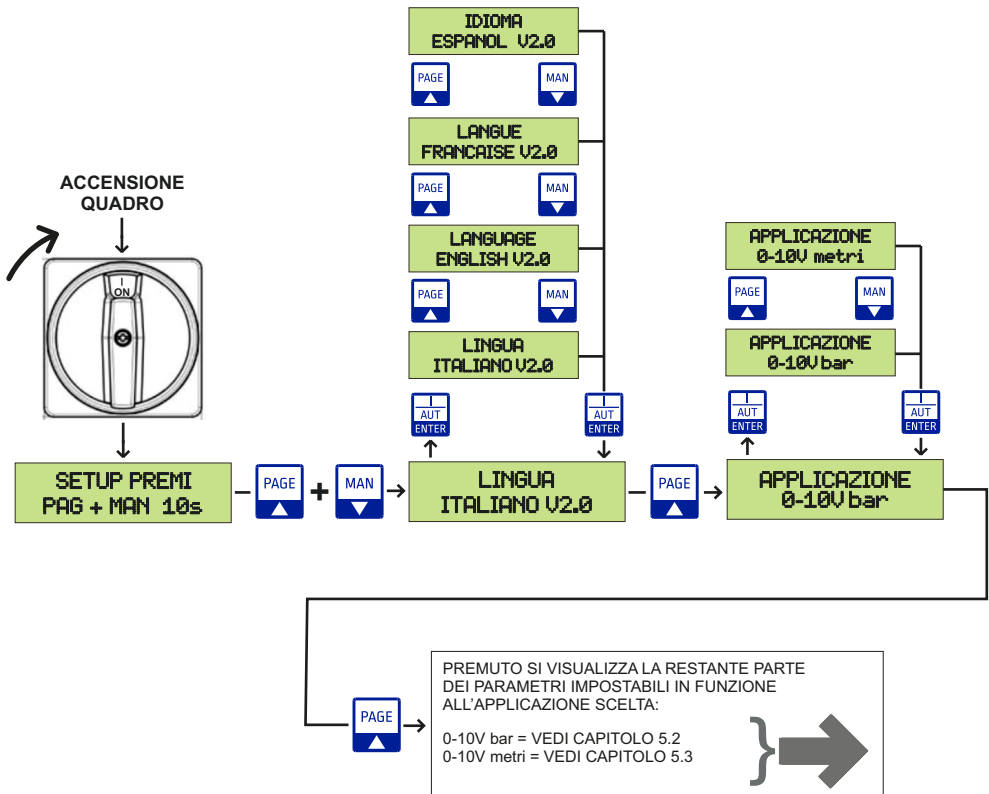 IDIOMA
ESPANOL V2.0
PAGE
MAN
LANGUE
FRANCAISE V2.0
PAGE
MAN
LANGUAGE
ENGLISH V2.0
PAGE
MAN
LINGUA
ITALIANO V2.0
AUT
ENTER
AUT
ENTER
ACCENSIONE
QUADRO
I
ON
SETUP PREMI
PAG + MAN 10s
PAGE
+
MAN
LINGUA
ITALIANO V2.0
PAGE
APPLICAZIONE
0-10V metri
PAGE
MAN
APPLICAZIONE
0-10V bar
AUT
ENTER
AUT
ENTER
APPLICAZIONE
0-10V bar
PAGE
PREMUTO SI VISUALIZZA LA RESTANTE PARTE
DEI PARAMETRI IMPOSTABILI IN FUNZIONE
ALL'APPLICAZIONE SCELTA:
0-10V bar = VEDI CAPITOLO 5.2
0-10V metri = VEDI CAPITOLO 5.3